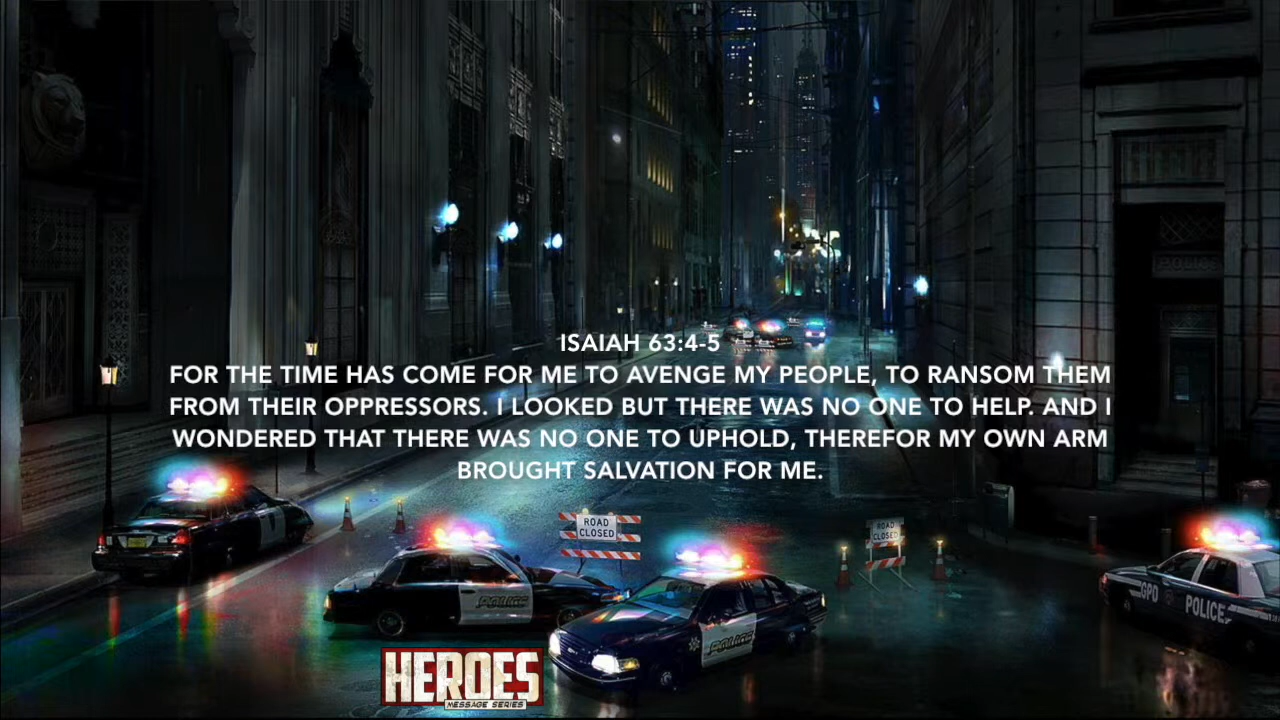 POLICE
ISAIAH 63:4-5
FOR THE TIME HAS COME FOR ME TO AVENGE MY PEOPLE, TO RANSOM THEM
FROM THEIR OPPRESSORS. I LOOKED BUT THERE WAS NO ONE TO HELP. AND I
WONDERED THAT THERE WAS NO ONE TO UPHOLD, THEREFOR MY OWN ARM
BROUGHT SALVATION FOR ME.
ROAD
CLOSED
ROAD
CLOSED
POLICE
POLICE
GPD POLICE
HEROES
MESSAGE SERIES